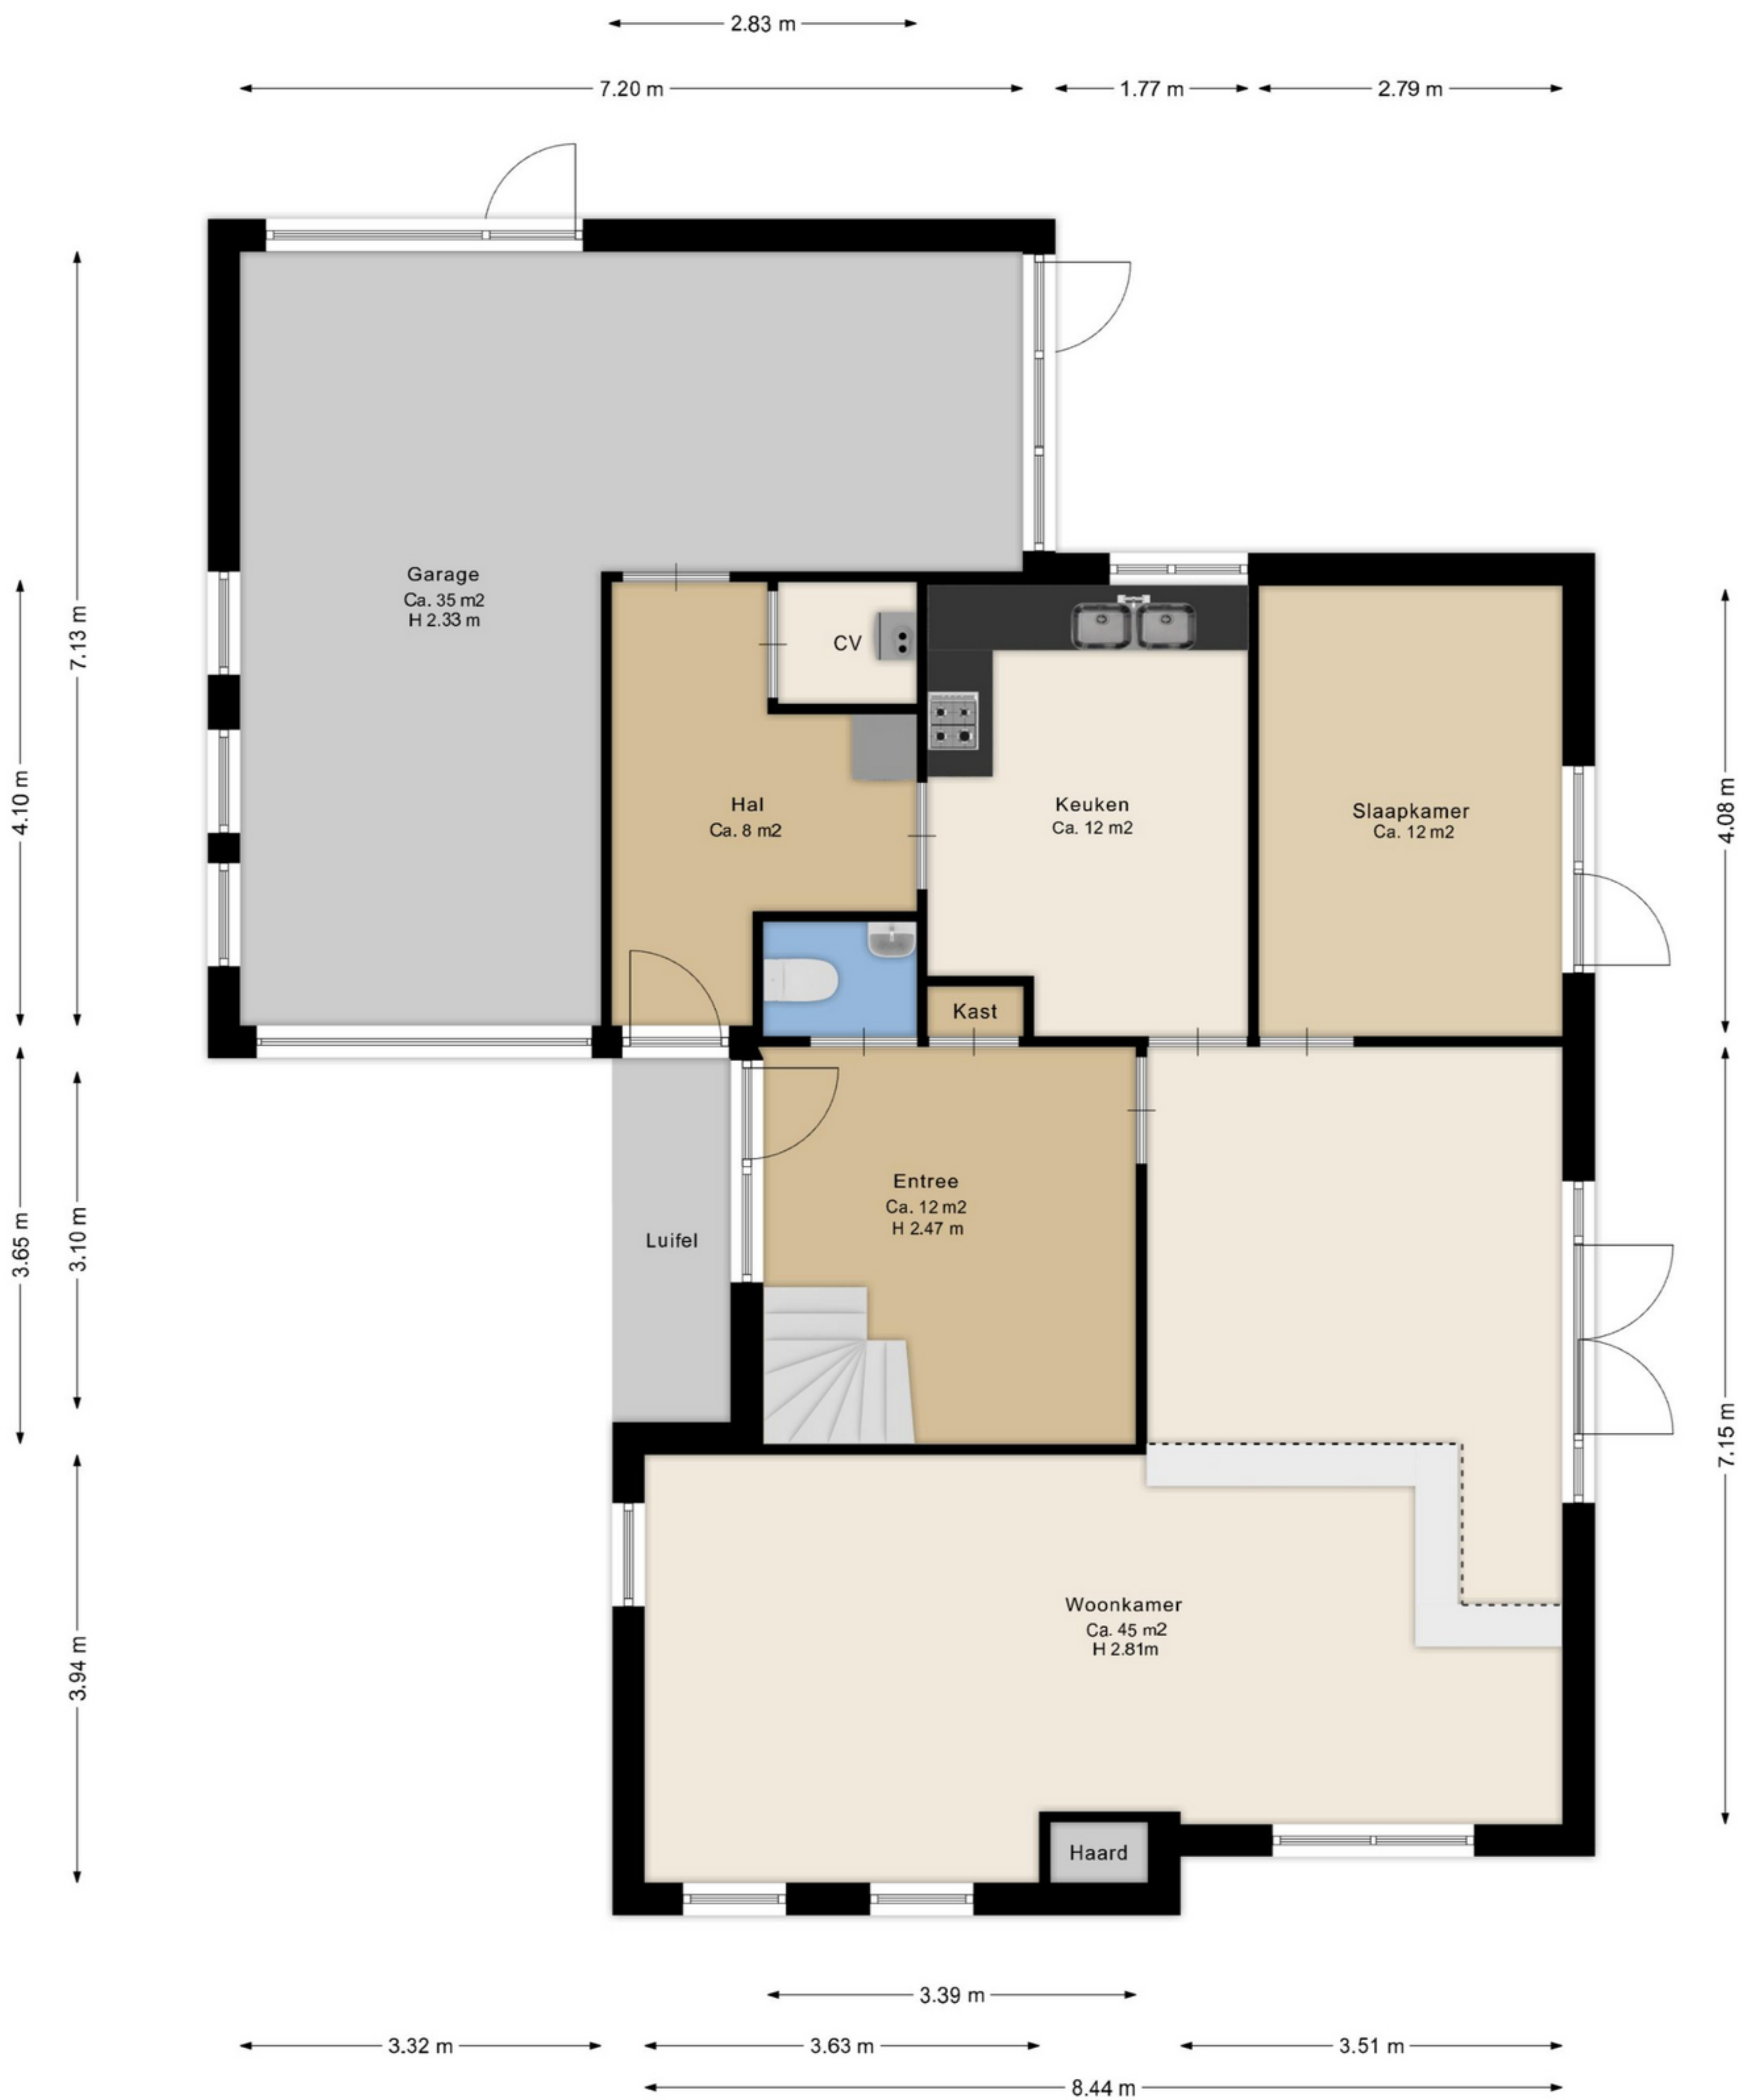 2.83 m
7.20 m
1.77 m
2.79 m
Garage
Ca. 35 m2
H 2.33 m
7.13 m
4.10 m
CV
Hal
Ca. 8 m2
Keuken
Ca. 12 m2
Slaapkamer
Ca. 12 m2
4.08 m
Kast
Entree
Ca. 12 m2
H 2.47 m
Luifel
3.65 m
3.10 m
7.15 m
Woonkamer
Ca. 45 m2
H 2.81m
3.94 m
Haard
3.39 m
3.32 m
3.63 m
3.51 m
8.44 m